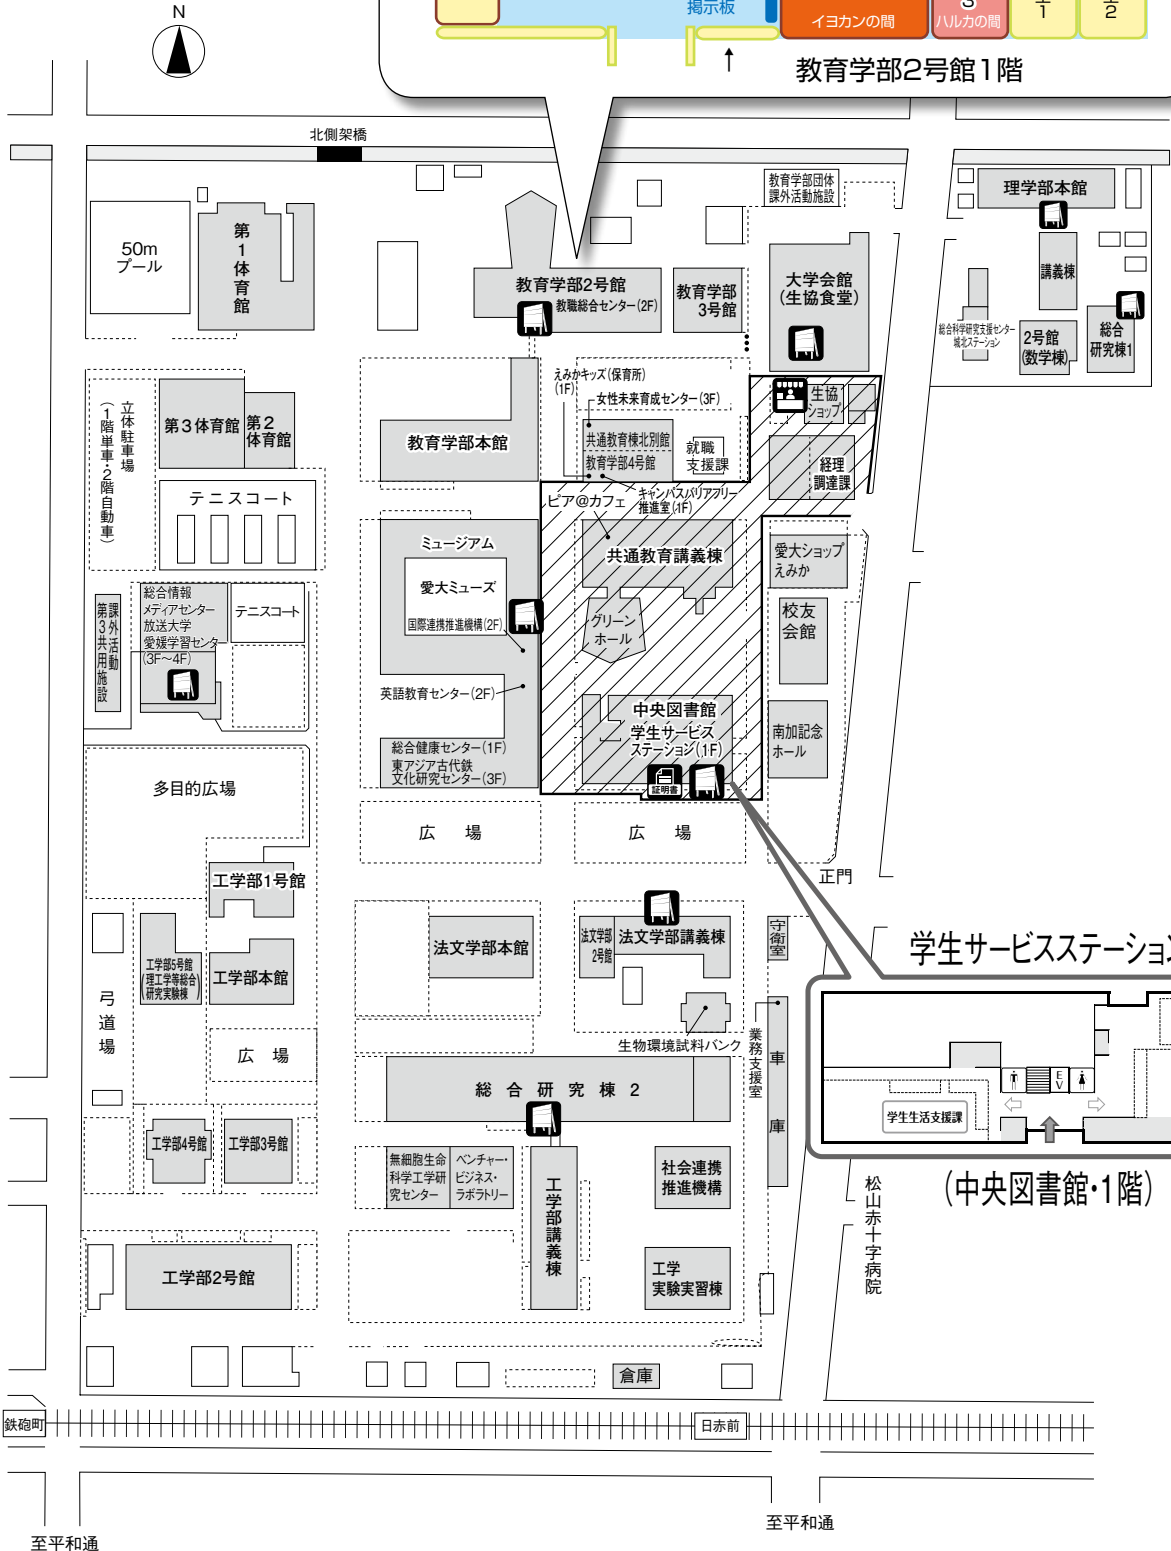 N
掲示板
イヨカンの間
3
ハルカの間
1
2
教育学部2号館1階
北側架橋
教育学部団体
課外活動施設
理学部本館
50m
プール
第1体育館
教育学部2号館
教職総合センター(2F)
教育学部
3号館
大学会館
(生協食堂)
講義棟
総合科学研究支援センター
城北ステーション
2号館
(数学棟)
総合
研究棟1
えみかキッズ(保育所)
(1F)
女性未来育成センター(3F)
生協
ショップ
立体駐車場
(1階単車・2階自動車)
第3体育館
第2
体育館
教育学部本館
共通教育棟北別館
教育学部4号館
就職
支援課
経理
調達課
テニスコート
ピア@カフェ
キャンパスバリアフリー
推進室(1F)
ミュージアム
共通教育講義棟
愛大ショップ
えみか
愛大ミューズ
国際連携推進機構(2F)
グリーン
ホール
校友
会館
課外活動
第3共用施設
総合情報
メディアセンター
放送大学
愛媛学習センター
(3F～4F)
テニスコート
英語教育センター(2F)
中央図書館
学生サービス
ステーション(1F)
証明書
南加記念
ホール
総合健康センター(1F)
東アジア古代鉄
文化研究センター(3F)
多目的広場
広　場
広　場
正門
工学部1号館
法文学部本館
法文学部
2号館
法文学部講義棟
守衛室
学生サービスステーション
工学部5号館
(理工学等総合
研究実験棟)
工学部本館
弓道場
広　場
生物環境試料バンク
業務支援室
車庫
EV
学生生活支援課
総合研究棟2
(中央図書館・1階)
工学部4号館
工学部3号館
無細胞生命
科学工学研
究センター
ベンチャー・
ビジネス・
ラボラトリー
工学部講義棟
社会連携
推進機構
松山赤十字病院
工学部2号館
工学
実験実習棟
倉庫
鉄砲町
日赤前
至平和通
至平和通